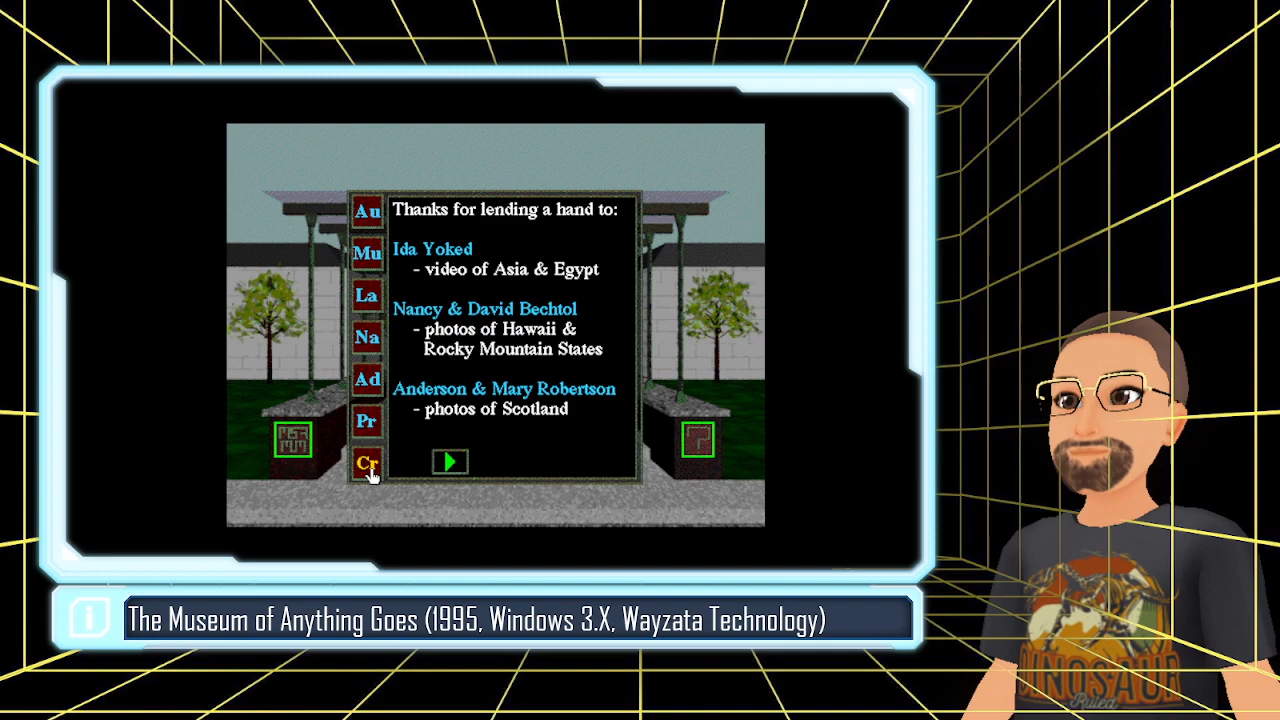 Au
Mu
La
Na
Ad
Pr
Cr
Thanks for lending a hand to:
Ida Yoked
- video of Asia & Egypt
Nancy & David Bechtol
- photos of Hawaii &
Rocky Mountain States
Anderson & Mary Robertson
- photos of Scotland
i
The Museum of Anything Goes (1995, Windows 3.X, Wayzata Technology)
DINOSAUR
Ruled